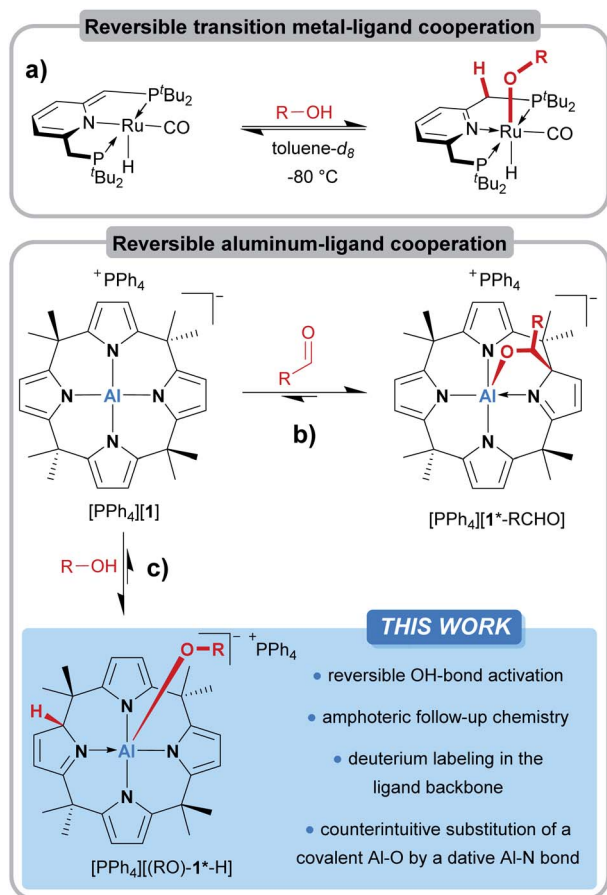 Reversible transition metal-ligand cooperation
a)
PᵗBu₂
N
Ru
CO
H
P
ᵗBu₂
R–OH
toluene-d₈
-80 °C
H
O
R
PᵗBu₂
N
Ru
CO
H
P
ᵗBu₂
Reversible aluminum-ligand cooperation
⁺PPh₄
–
N
N
Al
N
N
[PPh₄][1]
O
R
b)
⁺PPh₄
–
R
O
N
N
Al
N
N
[PPh₄][1*-RCHO]
R–OH
c)
O–R
– ⁺PPh₄
H
N
N
Al
N
N
[PPh₄][(RO)-1*-H]
THIS WORK
• reversible OH-bond activation
• amphoteric follow-up chemistry
• deuterium labeling in the
ligand backbone
• counterintuitive substitution of a
covalent Al-O by a dative Al-N bond